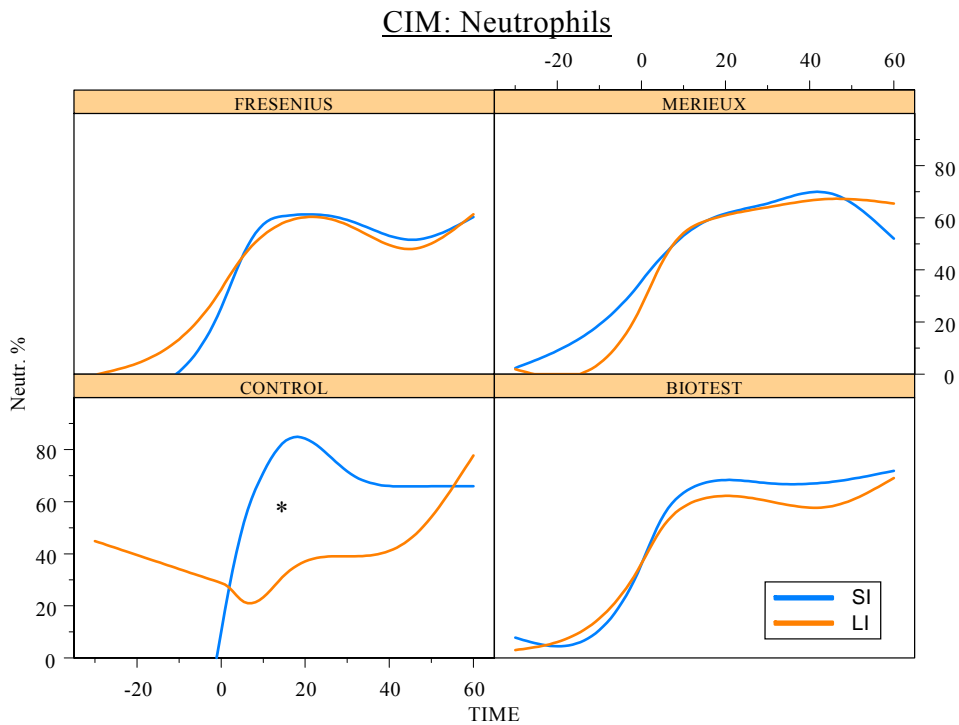 CIM: Neutrophils
-20 0 20 40 60
FRESENIUS MERIEUX
80
60
40
20
0
CONTROL BIOTEST
Neutr. %
80
60
40
20
0
*
SI
LI
-20 0 20 40 60
TIME